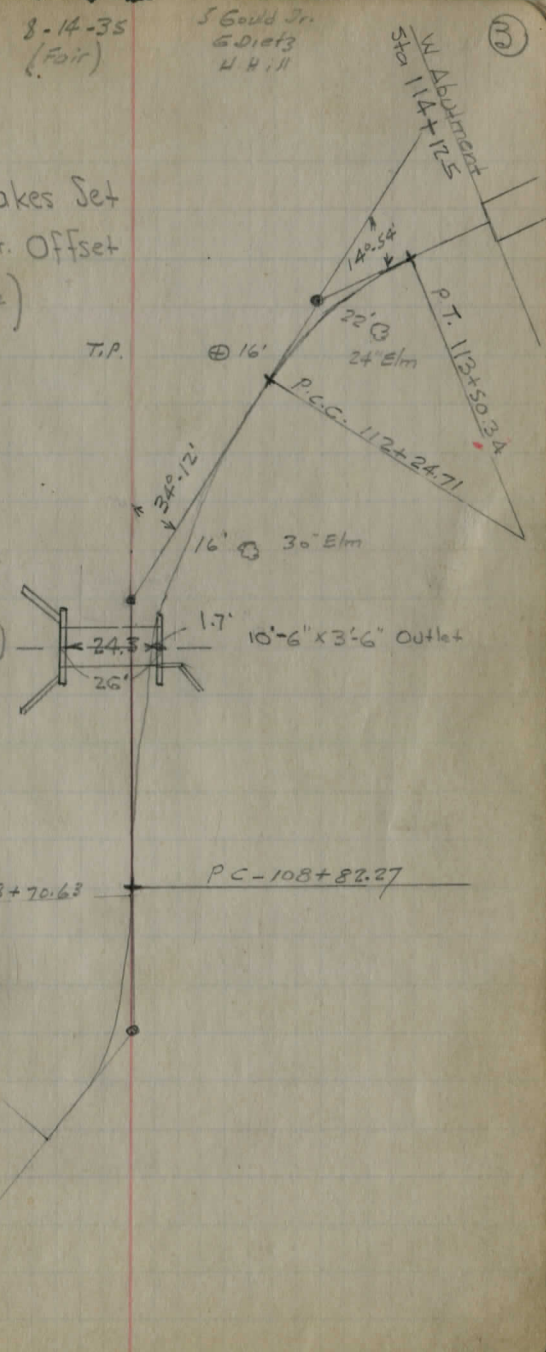 8-14-35
(Fair)
S Gould Jr.
G Dietz
H Hill
3
W Abutment
Sta 114+12.5
akes Set
r. Offset
14°-54'
T.P.
16'
22'
24" Elm
P.T. 113+50.34
P.C.C. 112+24.71
34°-12'
16' 30" Elm
1.7'
10'-6" x 3'-6" Outlet
24.3
26'
PC-108+82.27
+70.63